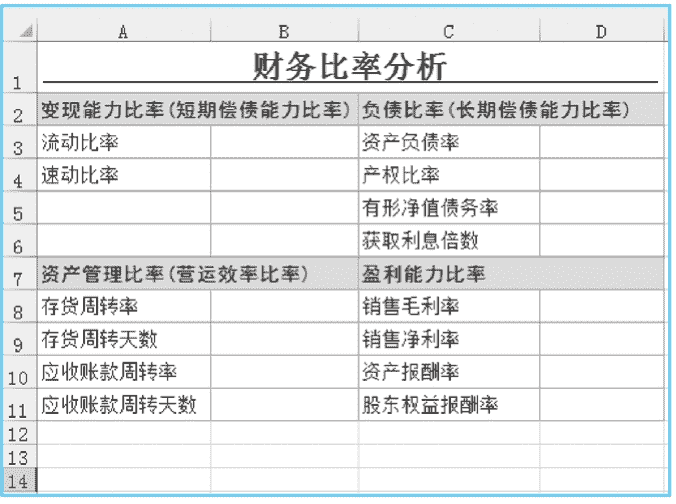 A B C D
1 财务比率分析
2 变现能力比率(短期偿债能力比率) 负债比率(长期偿债能力比率)
3 流动比率 资产负债率
4 速动比率 产权比率
5 有形净值债务率
6 获取利息倍数
7 资产管理比率(营运效率比率) 盈利能力比率
8 存货周转率 销售毛利率
9 存货周转天数 销售净利率
10 应收账款周转率 资产报酬率
11 应收账款周转天数 股东权益报酬率
12
13
14